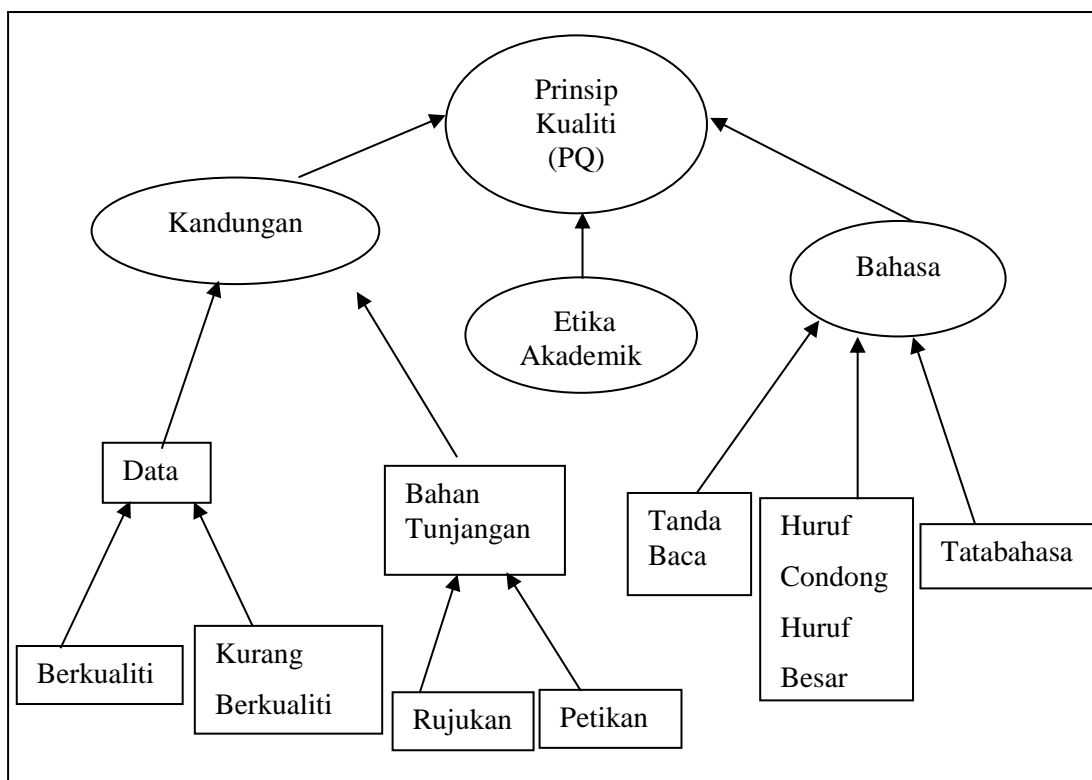 Prinsip
Kualiti
(PQ)
Kandungan
Etika
Akademik
Bahasa
Data
Bahan
Tunjangan
Tanda
Baca
Huruf
Condong
Huruf
Besar
Tatabahasa
Berkualiti
Kurang
Berkualiti
Rujukan
Petikan